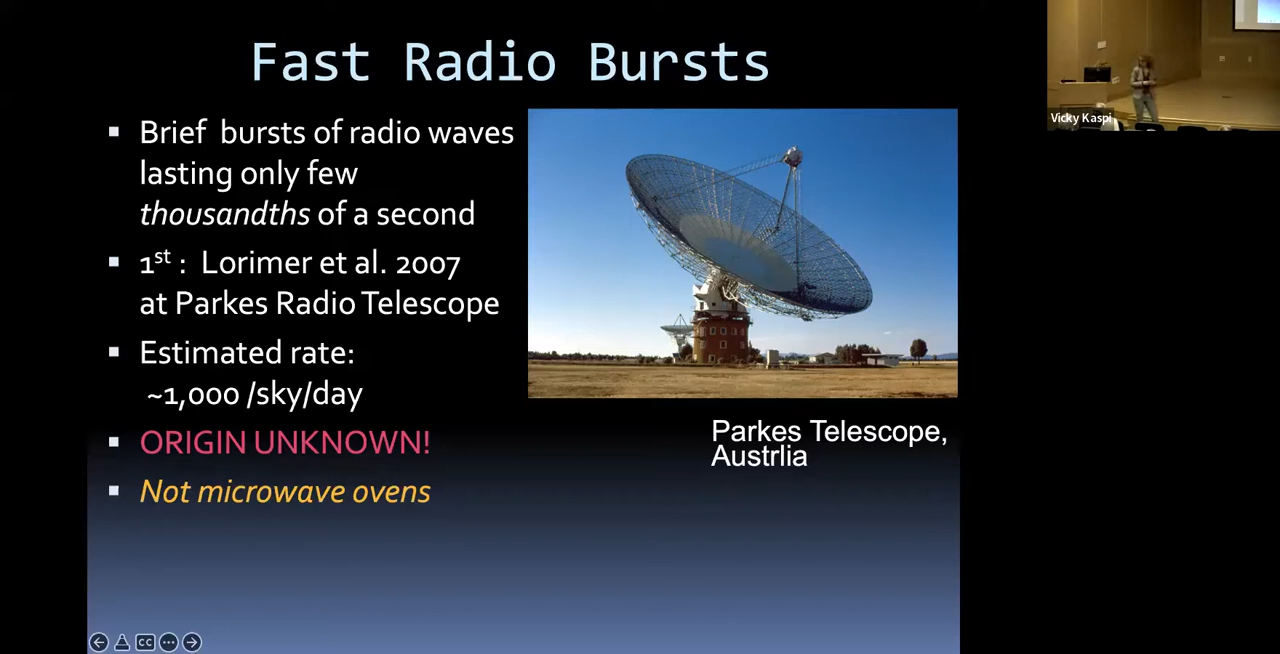 Fast Radio Bursts
▪ Brief bursts of radio waves
lasting only few
thousandths of a second
▪ 1st : Lorimer et al. 2007
at Parkes Radio Telescope
▪ Estimated rate:
~1,000 /sky/day
▪ ORIGIN UNKNOWN!
▪ Not microwave ovens
Parkes Telescope,
Austrlia
Vicky Kaspi
CC